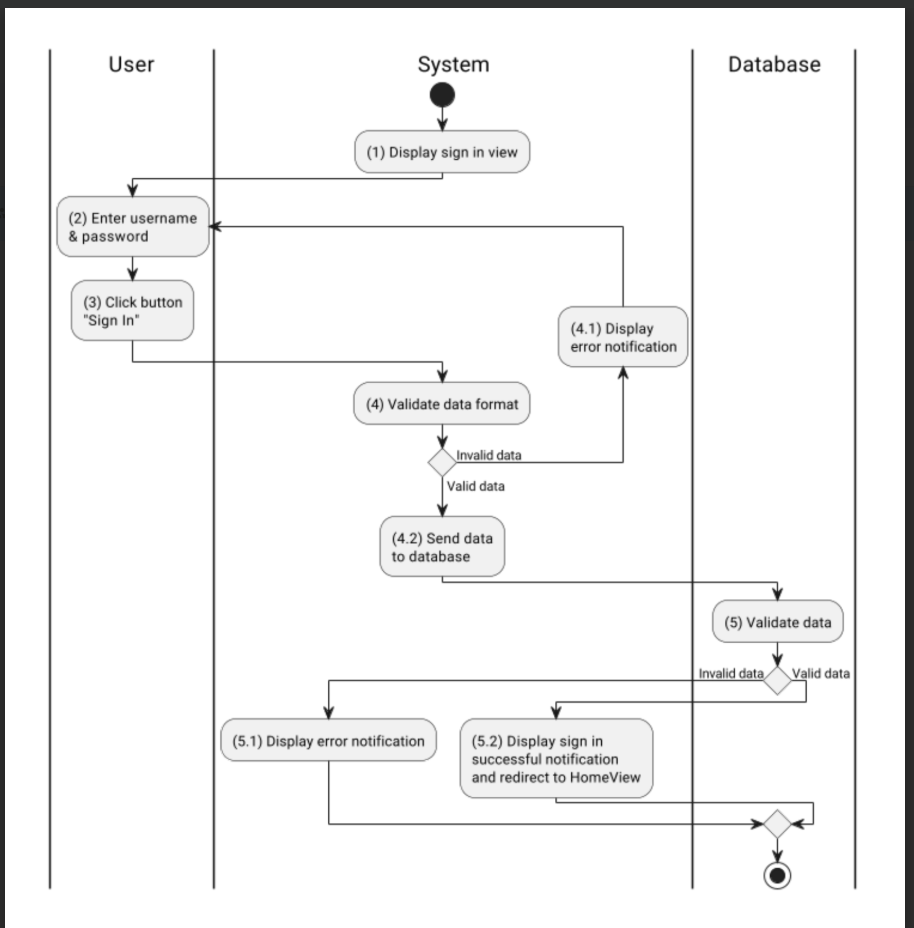 User
System
Database
(1) Display sign in view
(2) Enter username
& password
(3) Click button
"Sign In"
(4.1) Display
error notification
(4) Validate data format
Invalid data
Valid data
(4.2) Send data
to database
(5) Validate data
Invalid data
Valid data
(5.1) Display error notification
(5.2) Display sign in
successful notification
and redirect to HomeView